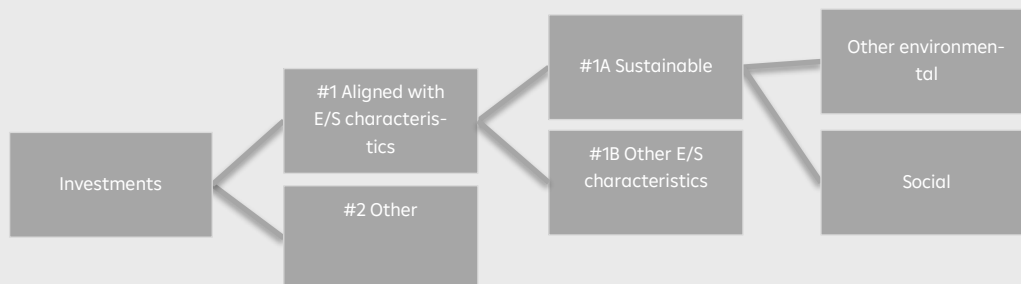 Investments
#1 Aligned with
E/S characteris-
tics
#2 Other
#1A Sustainable
#1B Other E/S
characteristics
Other environmen-
tal
Social